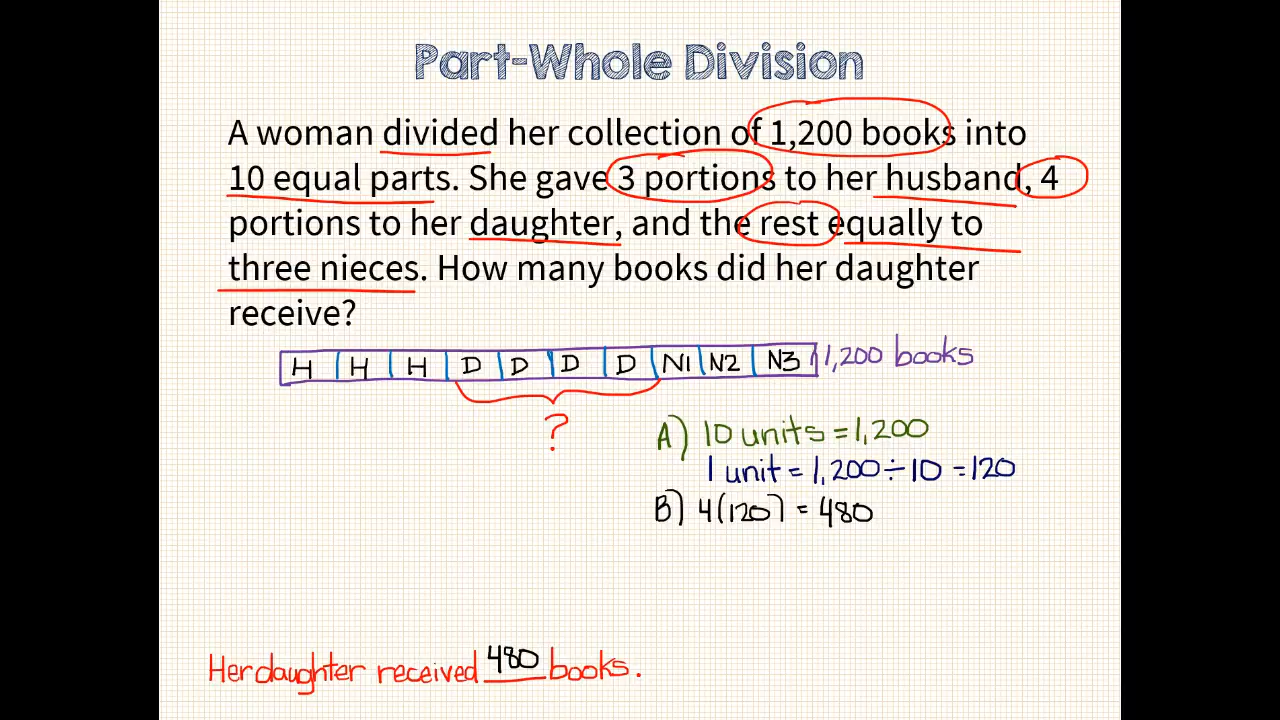 Part-Whole Division
A woman divided her collection of 1,200 books into
10 equal parts. She gave 3 portions to her husband, 4
portions to her daughter, and the rest equally to
three nieces. How many books did her daughter
receive?
H H H D D D D N1 N2 N3 1,200 books
?
A) 10 units = 1,200
1 unit = 1,200 ÷ 10 = 120
B) 4(120) = 480
Her daughter received 480 books.